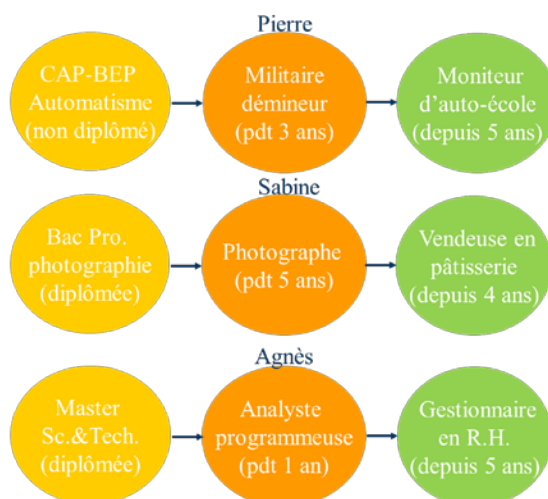 Pierre
CAP-BEP
Automatisme
(non diplômé)
Militaire
démineur
(pdt 3 ans)
Moniteur
d'auto-école
(depuis 5 ans)
Sabine
Bac Pro.
photographie
(diplômée)
Photographe
(pdt 5 ans)
Vendeuse en
pâtisserie
(depuis 4 ans)
Agnès
Master
Sc.&Tech.
(diplômée)
Analyste
programmeuse
(pdt 1 an)
Gestionnaire
en R.H.
(depuis 5 ans)